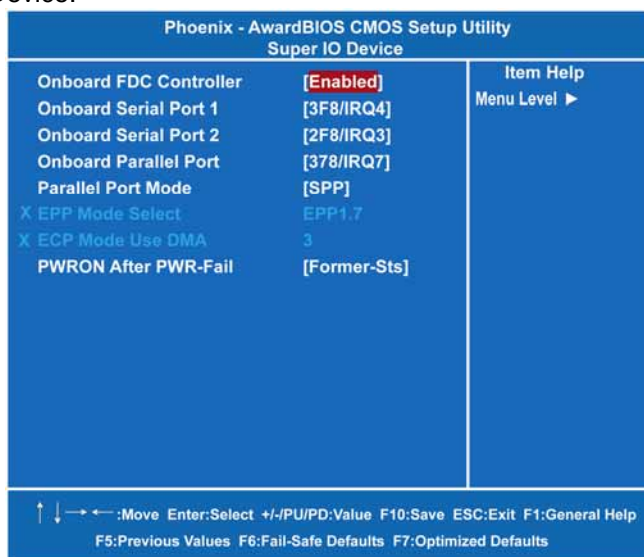 Device.
Phoenix - AwardBIOS CMOS Setup Utility
Super IO Device
Onboard FDC Controller [Enabled]
Onboard Serial Port 1 [3F8/IRQ4]
Onboard Serial Port 2 [2F8/IRQ3]
Onboard Parallel Port [378/IRQ7]
Parallel Port Mode [SPP]
X EPP Mode Select EPP1.7
X ECP Mode Use DMA 3
PWRON After PWR-Fail [Former-Sts]
Item Help
Menu Level ►
↑ ↓ → ← :Move Enter:Select +/-/PU/PD:Value F10:Save ESC:Exit F1:General Help
F5:Previous Values F6:Fail-Safe Defaults F7:Optimized Defaults